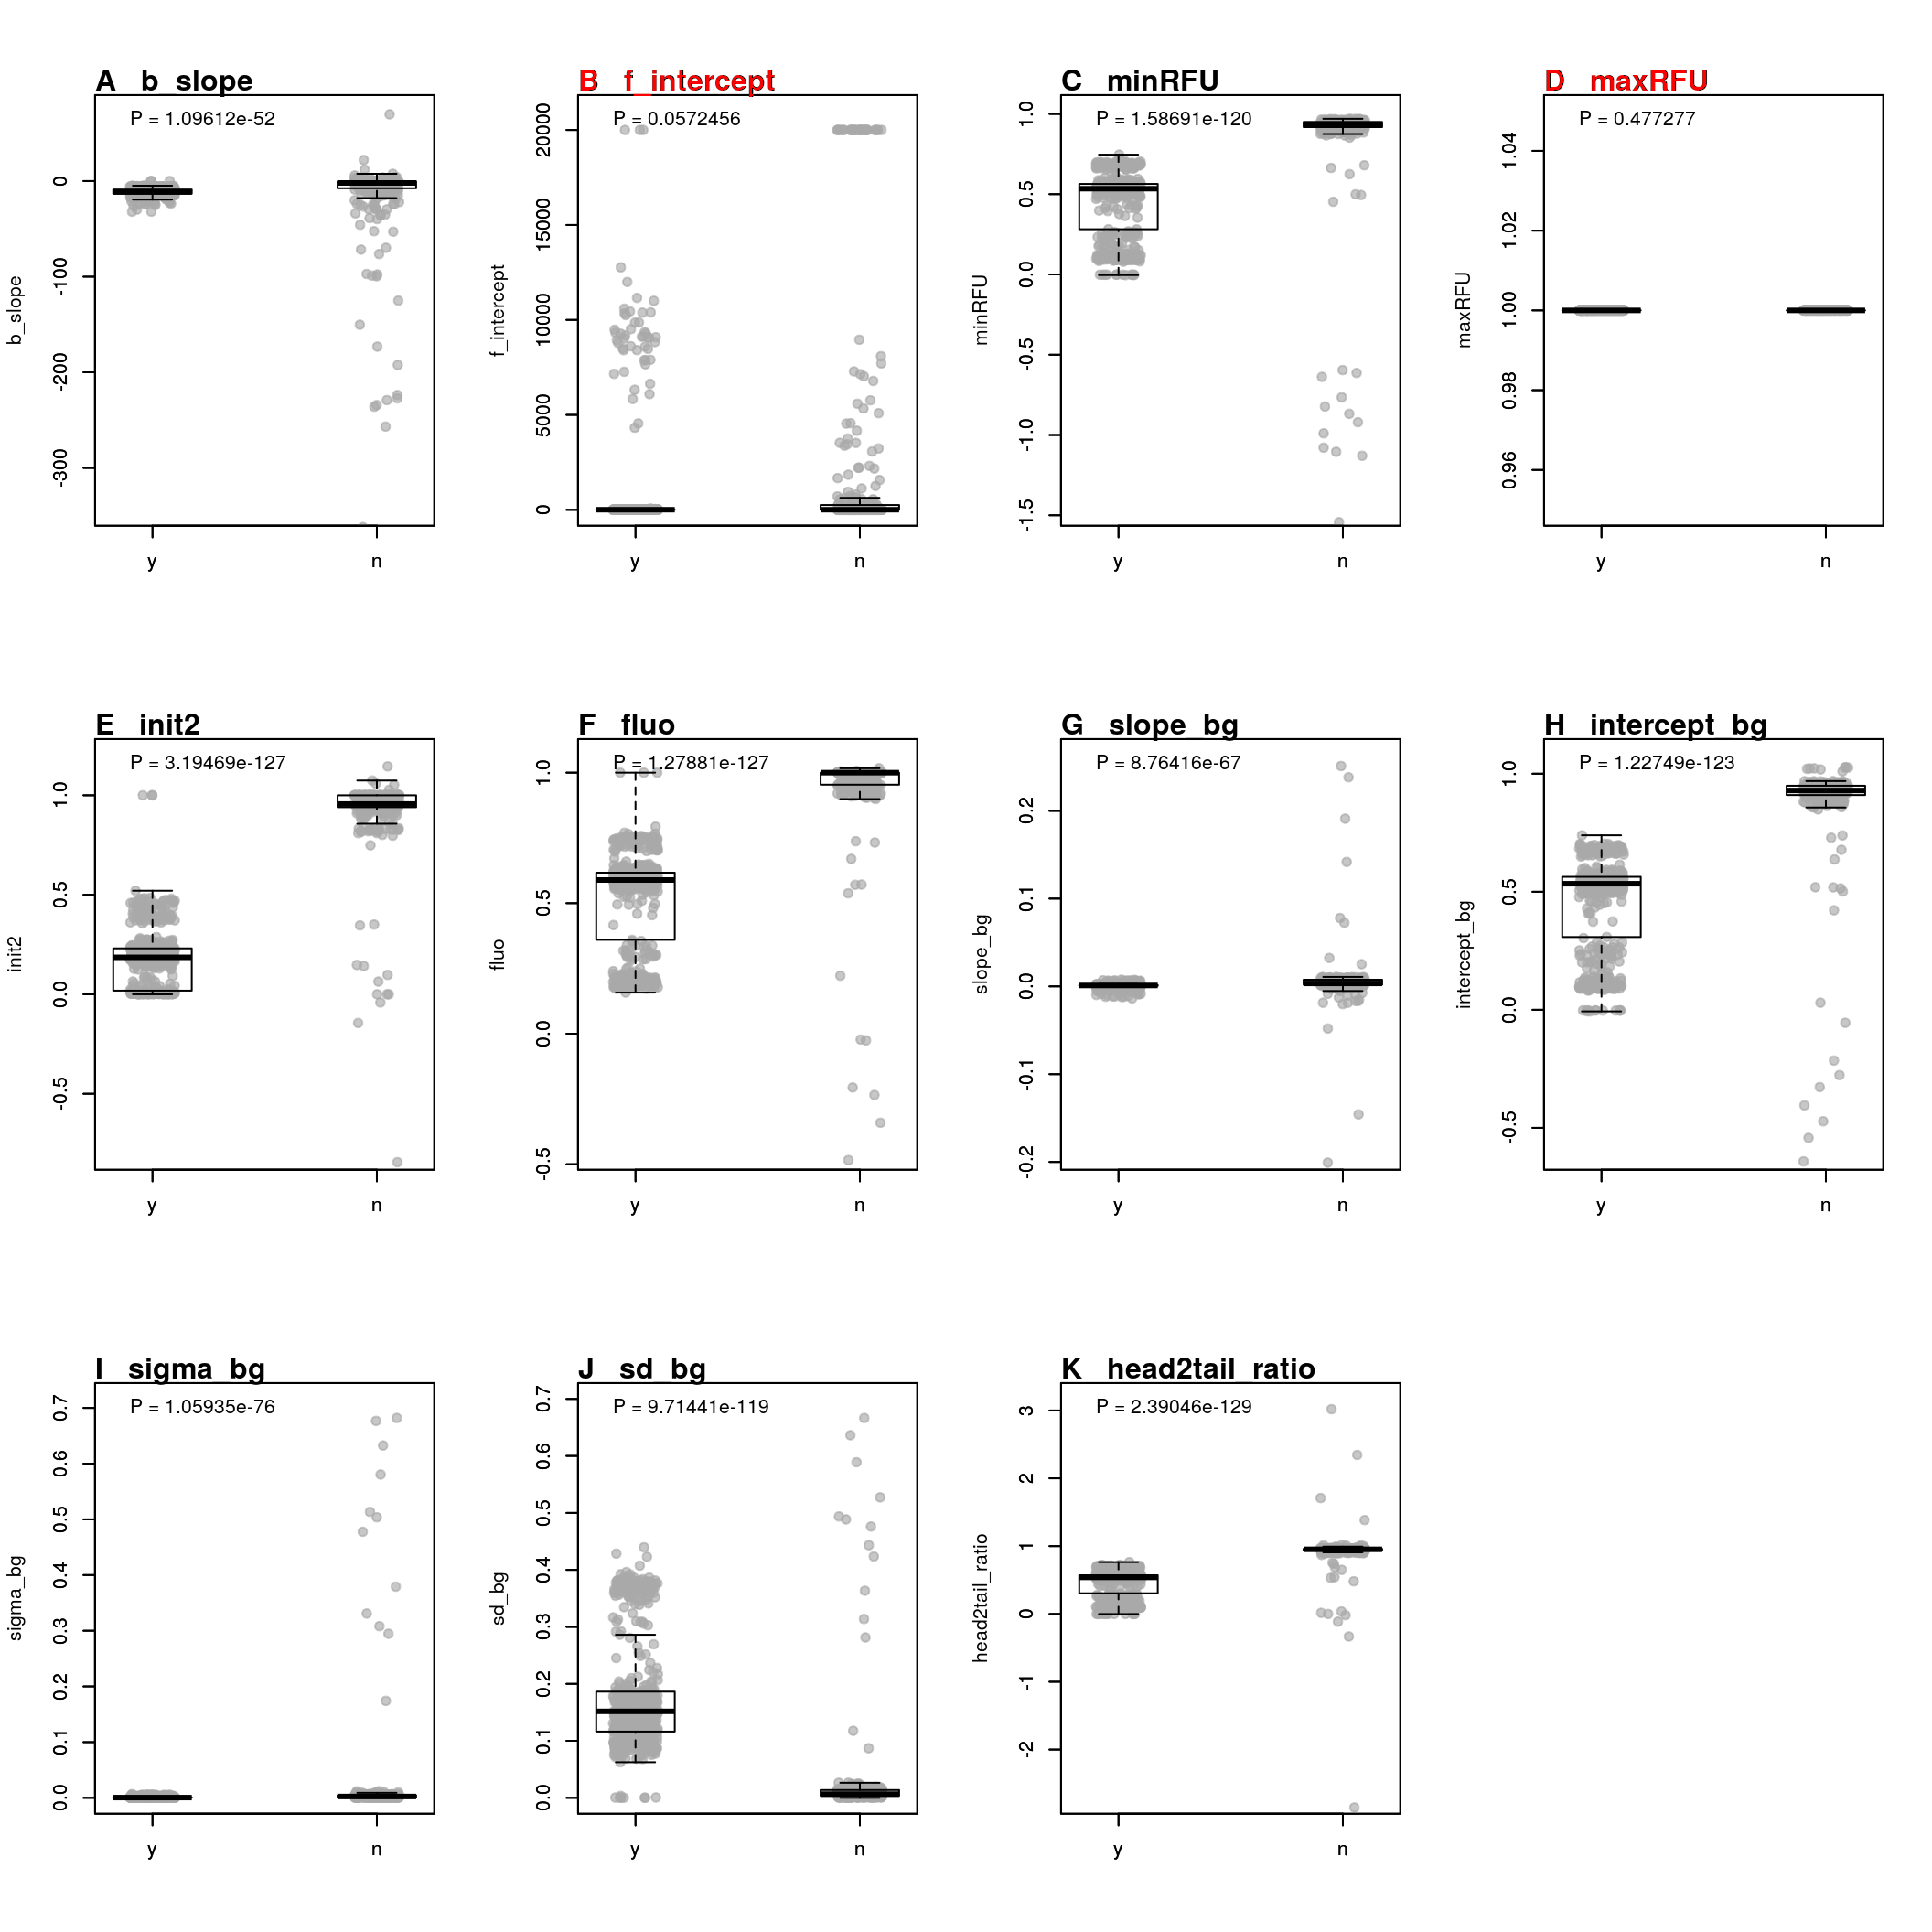 A b_slope
P = 1.09612e-52
b_slope
0
-100
-200
-300
y n
B f_intercept
P = 0.0572456
f_intercept
20000
15000
10000
5000
0
y n
C minRFU
P = 1.58691e-120
minRFU
1.0
0.5
0.0
-0.5
-1.0
-1.5
y n
D maxRFU
P = 0.477277
maxRFU
1.04
1.02
1.00
0.98
0.96
y n
E init2
P = 3.19469e-127
init2
1.0
0.5
0.0
-0.5
y n
F fluo
P = 1.27881e-127
fluo
1.0
0.5
0.0
-0.5
y n
G slope_bg
P = 8.76416e-67
slope_bg
0.2
0.1
0.0
-0.1
-0.2
y n
H intercept_bg
P = 1.22749e-123
intercept_bg
1.0
0.5
0.0
-0.5
y n
I sigma_bg
P = 1.05935e-76
sigma_bg
0.7
0.6
0.5
0.4
0.3
0.2
0.1
0.0
y n
J sd_bg
P = 9.71441e-119
sd_bg
0.7
0.6
0.5
0.4
0.3
0.2
0.1
0.0
y n
K head2tail_ratio
P = 2.39046e-129
head2tail_ratio
3
2
1
0
-1
-2
y n